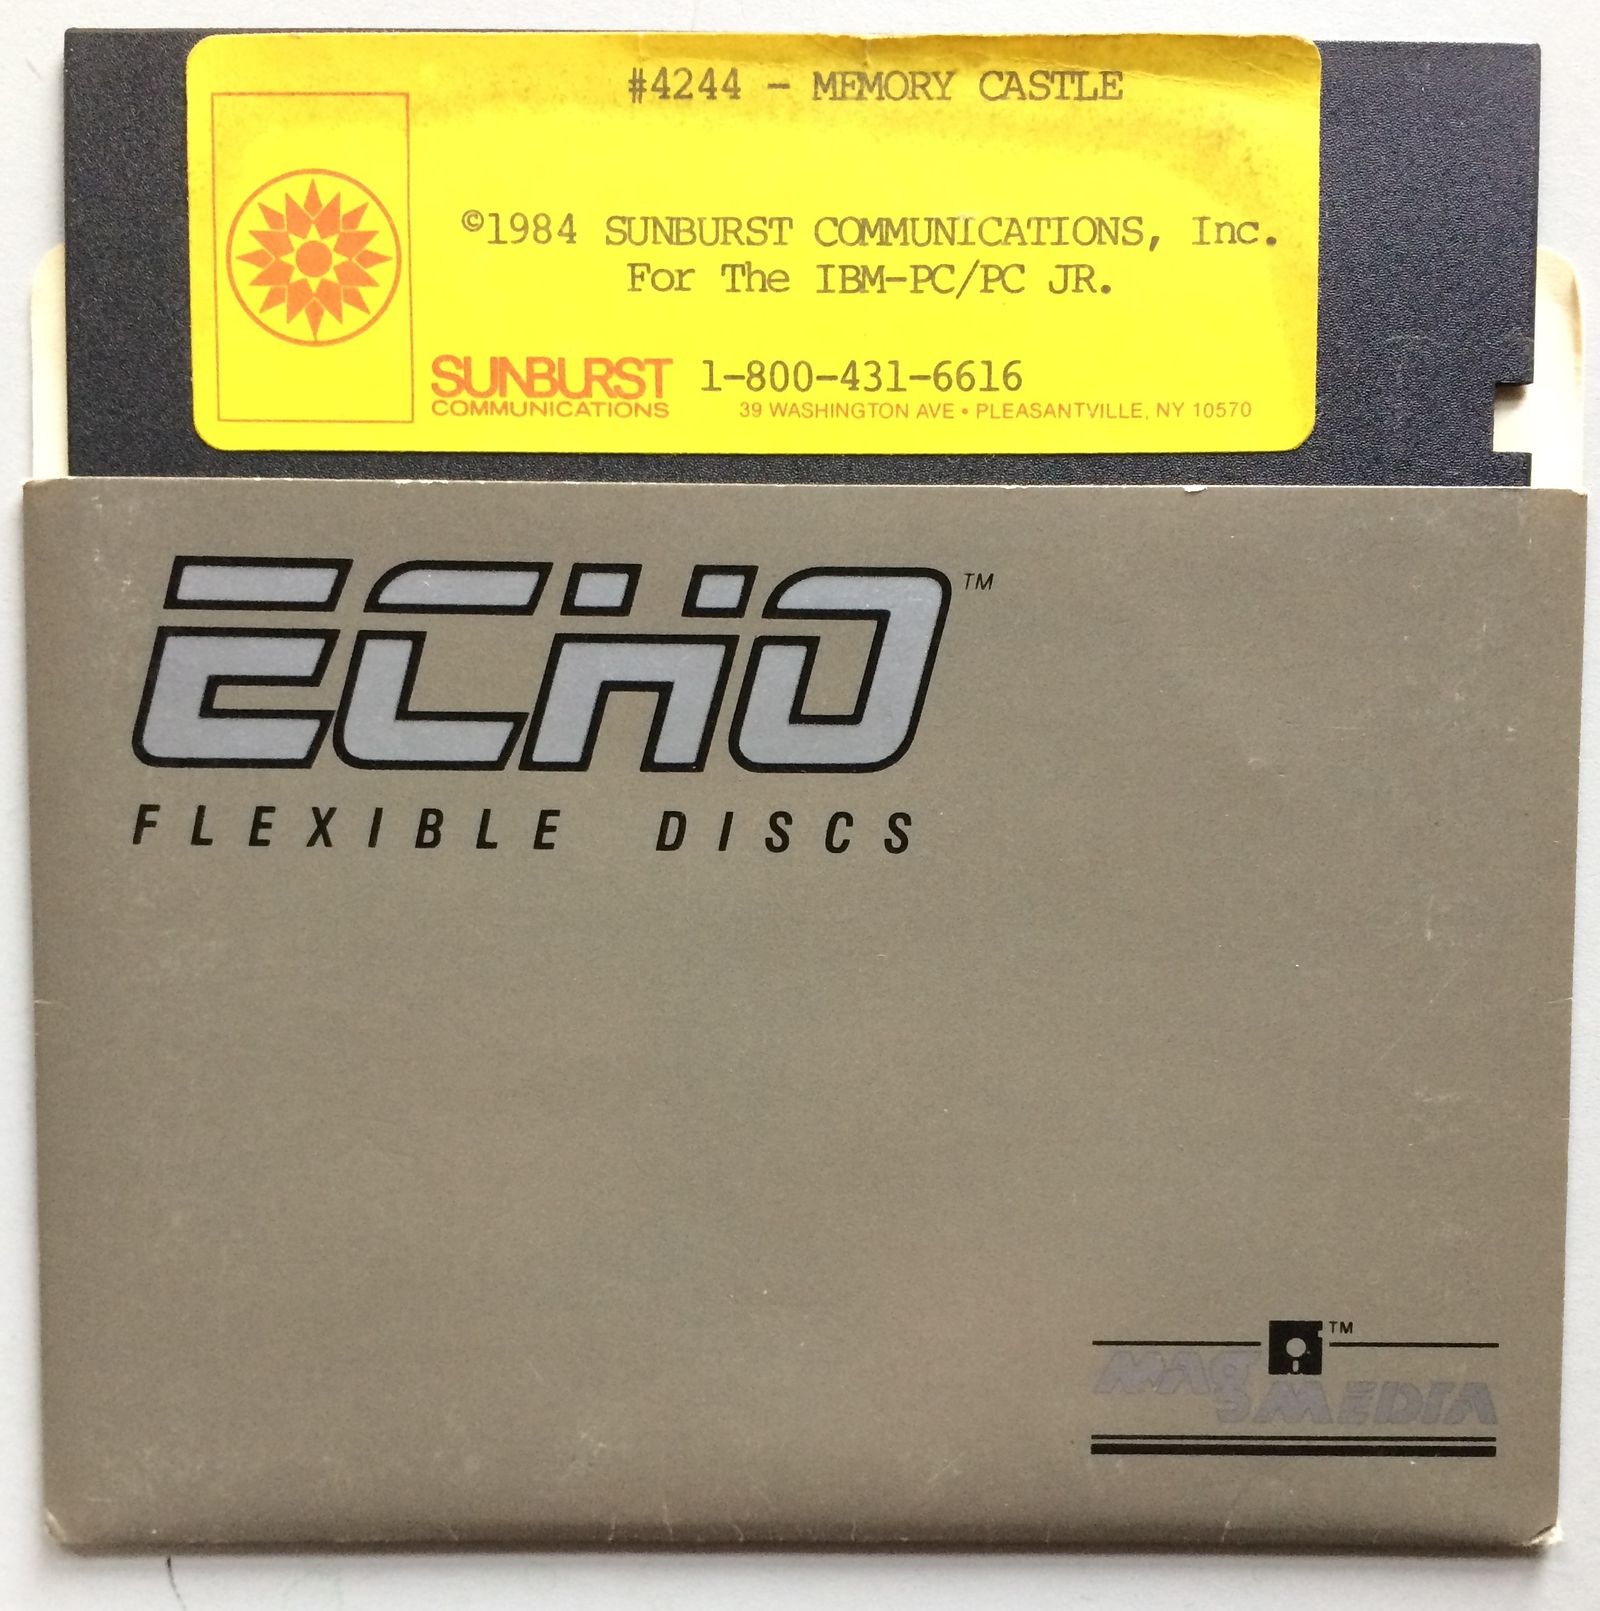 #4244 - MEMORY CASTLE
©1984 SUNBURST COMMUNICATIONS, Inc.
For The IBM-PC/PC JR.
SUNBURST 1-800-431-6616
COMMUNICATIONS 39 WASHINGTON AVE • PLEASANTVILLE, NY 10570
ECHO™
FLEXIBLE DISCS
™
MAG
MEDIA